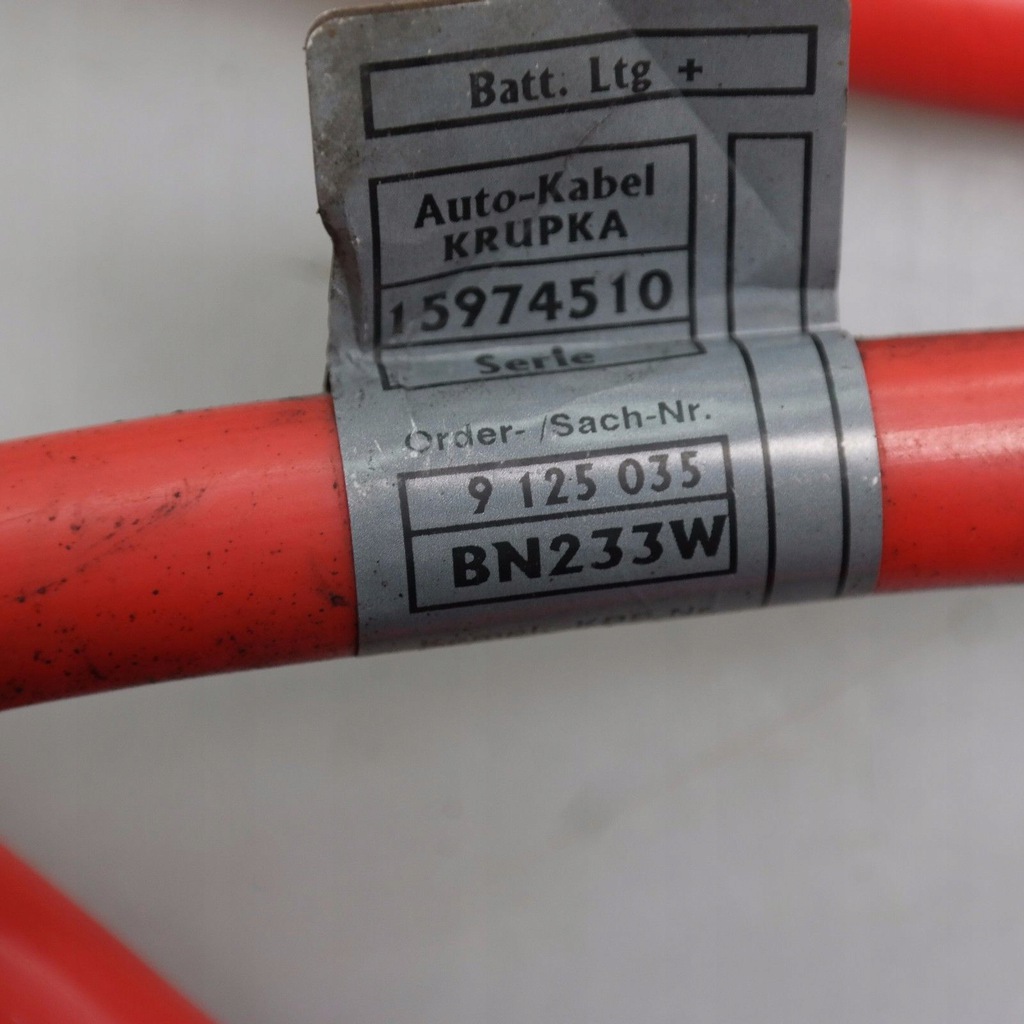 Batt. Ltg +
Auto-Kabel
KRUPKA
15974510
Serie
Order- /Sach-Nr.
9 125 035
BN233W